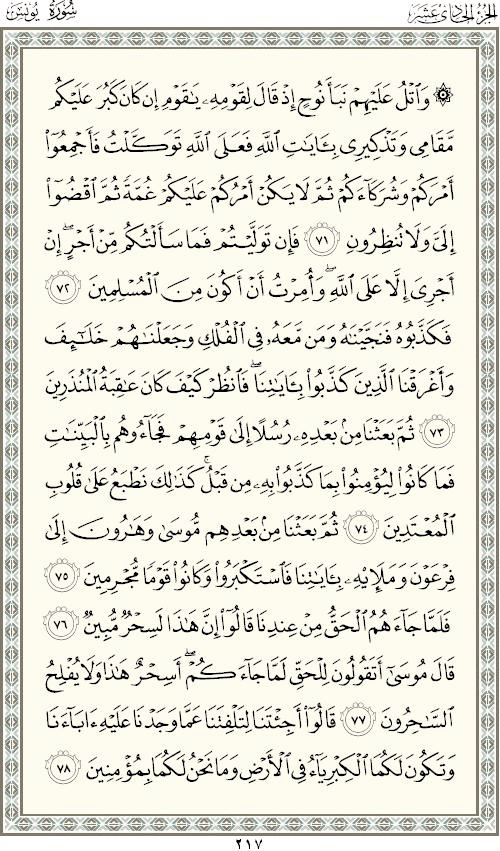 الجزء الحادي عشر
سورة يونس
۞ وَٱتْلُ عَلَيْهِمْ نَبَأَ نُوحٍ إِذْ قَالَ لِقَوْمِهِۦ يَـٰقَوْمِ إِن كَانَ كَبُرَ عَلَيْكُم
مَّقَامِى وَتَذْكِيرِى بِـَٔايَـٰتِ ٱللَّهِ فَعَلَى ٱللَّهِ تَوَكَّلْتُ فَأَجْمِعُوٓا۟
أَمْرَكُمْ وَشُرَكَآءَكُمْ ثُمَّ لَا يَكُنْ أَمْرُكُمْ عَلَيْكُمْ غُمَّةً ثُمَّ ٱقْضُوٓا۟
إِلَىَّ وَلَا تُنظِرُونِ ٧١ فَإِن تَوَلَّيْتُمْ فَمَا سَأَلْتُكُم مِّنْ أَجْرٍ ۖ إِنْ
أَجْرِىَ إِلَّا عَلَى ٱللَّهِ ۖ وَأُمِرْتُ أَنْ أَكُونَ مِنَ ٱلْمُسْلِمِينَ ٧٢
فَكَذَّبُوهُ فَنَجَّيْنَـٰهُ وَمَن مَّعَهُۥ فِى ٱلْفُلْكِ وَجَعَلْنَـٰهُمْ خَلَـٰٓئِفَ
وَأَغْرَقْنَا ٱلَّذِينَ كَذَّبُوا۟ بِـَٔايَـٰتِنَا ۖ فَٱنظُرْ كَيْفَ كَانَ عَـٰقِبَةُ ٱلْمُنذَرِينَ
٧٣ ثُمَّ بَعَثْنَا مِنۢ بَعْدِهِۦ رُسُلًا إِلَىٰ قَوْمِهِمْ فَجَآءُوهُم بِٱلْبَيِّنَـٰتِ
فَمَا كَانُوا۟ لِيُؤْمِنُوا۟ بِمَا كَذَّبُوا۟ بِهِۦ مِن قَبْلُ ۚ كَذَٰلِكَ نَطْبَعُ عَلَىٰ قُلُوبِ
ٱلْمُعْتَدِينَ ٧٤ ثُمَّ بَعَثْنَا مِنۢ بَعْدِهِم مُّوسَىٰ وَهَـٰرُونَ إِلَىٰ
فِرْعَوْنَ وَمَلَإِي۟هِۦ بِـَٔايَـٰتِنَا فَٱسْتَكْبَرُوا۟ وَكَانُوا۟ قَوْمًا مُّجْرِمِينَ ٧٥
فَلَمَّا جَآءَهُمُ ٱلْحَقُّ مِنْ عِندِنَا قَالُوٓا۟ إِنَّ هَـٰذَا لَسِحْرٌ مُّبِينٌ ٧٦
قَالَ مُوسَىٰٓ أَتَقُولُونَ لِلْحَقِّ لَمَّا جَآءَكُمْ ۖ أَسِحْرٌ هَـٰذَا وَلَا يُفْلِحُ
ٱلسَّـٰحِرُونَ ٧٧ قَالُوٓا۟ أَجِئْتَنَا لِتَلْفِتَنَا عَمَّا وَجَدْنَا عَلَيْهِ ءَابَآءَنَا
وَتَكُونَ لَكُمَا ٱلْكِبْرِيَآءُ فِى ٱلْأَرْضِ وَمَا نَحْنُ لَكُمَا بِمُؤْمِنِينَ ٧٨
٢١٧